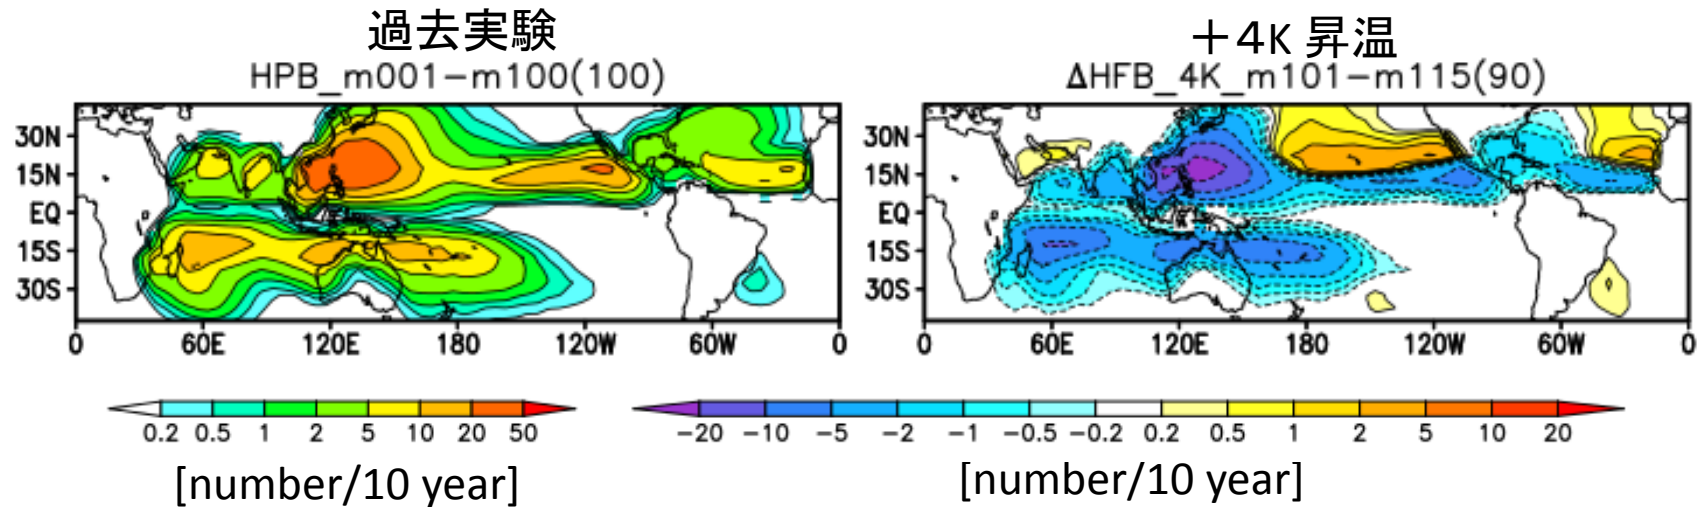 過去実験
HPB_m001−m100(100)
30N
15N
EQ
15S
30S
0 60E 120E 180 120W 60W 0
0.2 0.5 1 2 5 10 20 50
[number/10 year]
＋4K 昇温
ΔHFB_4K_m101−m115(90)
30N
15N
EQ
15S
30S
0 60E 120E 180 120W 60W 0
−20 −10 −5 −2 −1 −0.5 −0.2 0.2 0.5 1 2 5 10 20
[number/10 year]